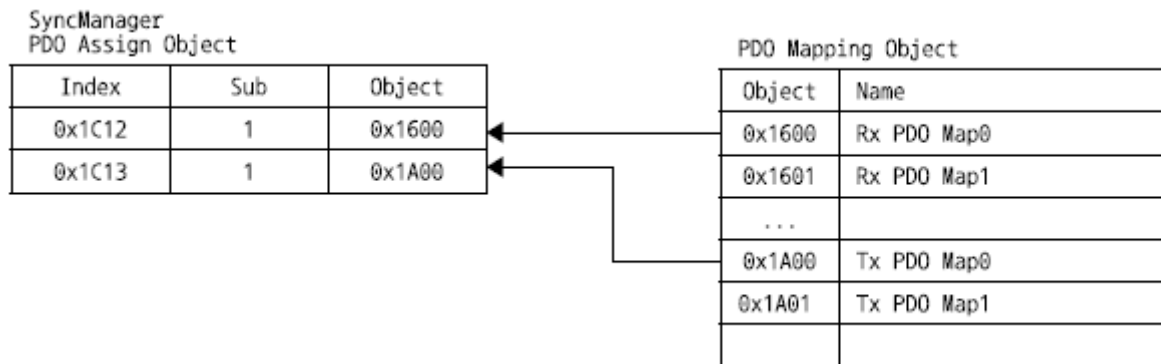 SyncManager
PDO Assign Object
Index Sub Object
0x1C12 1 0x1600
0x1C13 1 0x1A00
PDO Mapping Object
Object Name
0x1600 Rx PDO Map0
0x1601 Rx PDO Map1
...
0x1A00 Tx PDO Map0
0x1A01 Tx PDO Map1